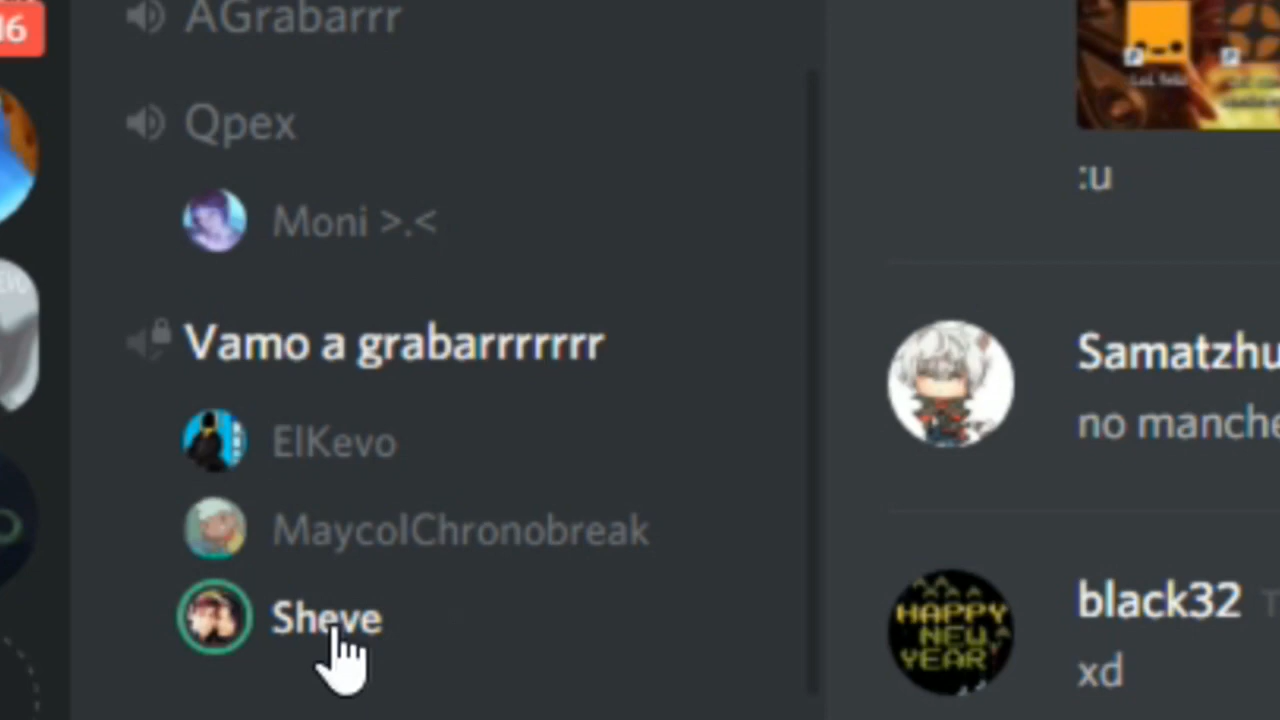 16
AGrabarrr
Qpex
Moni >.<
Vamo a grabarrrrrrr
ElKevo
MaycolChronobreak
Sheve
:u
Samatzhu
no manche
black32
HAPPY
NEW
YEAR
xd